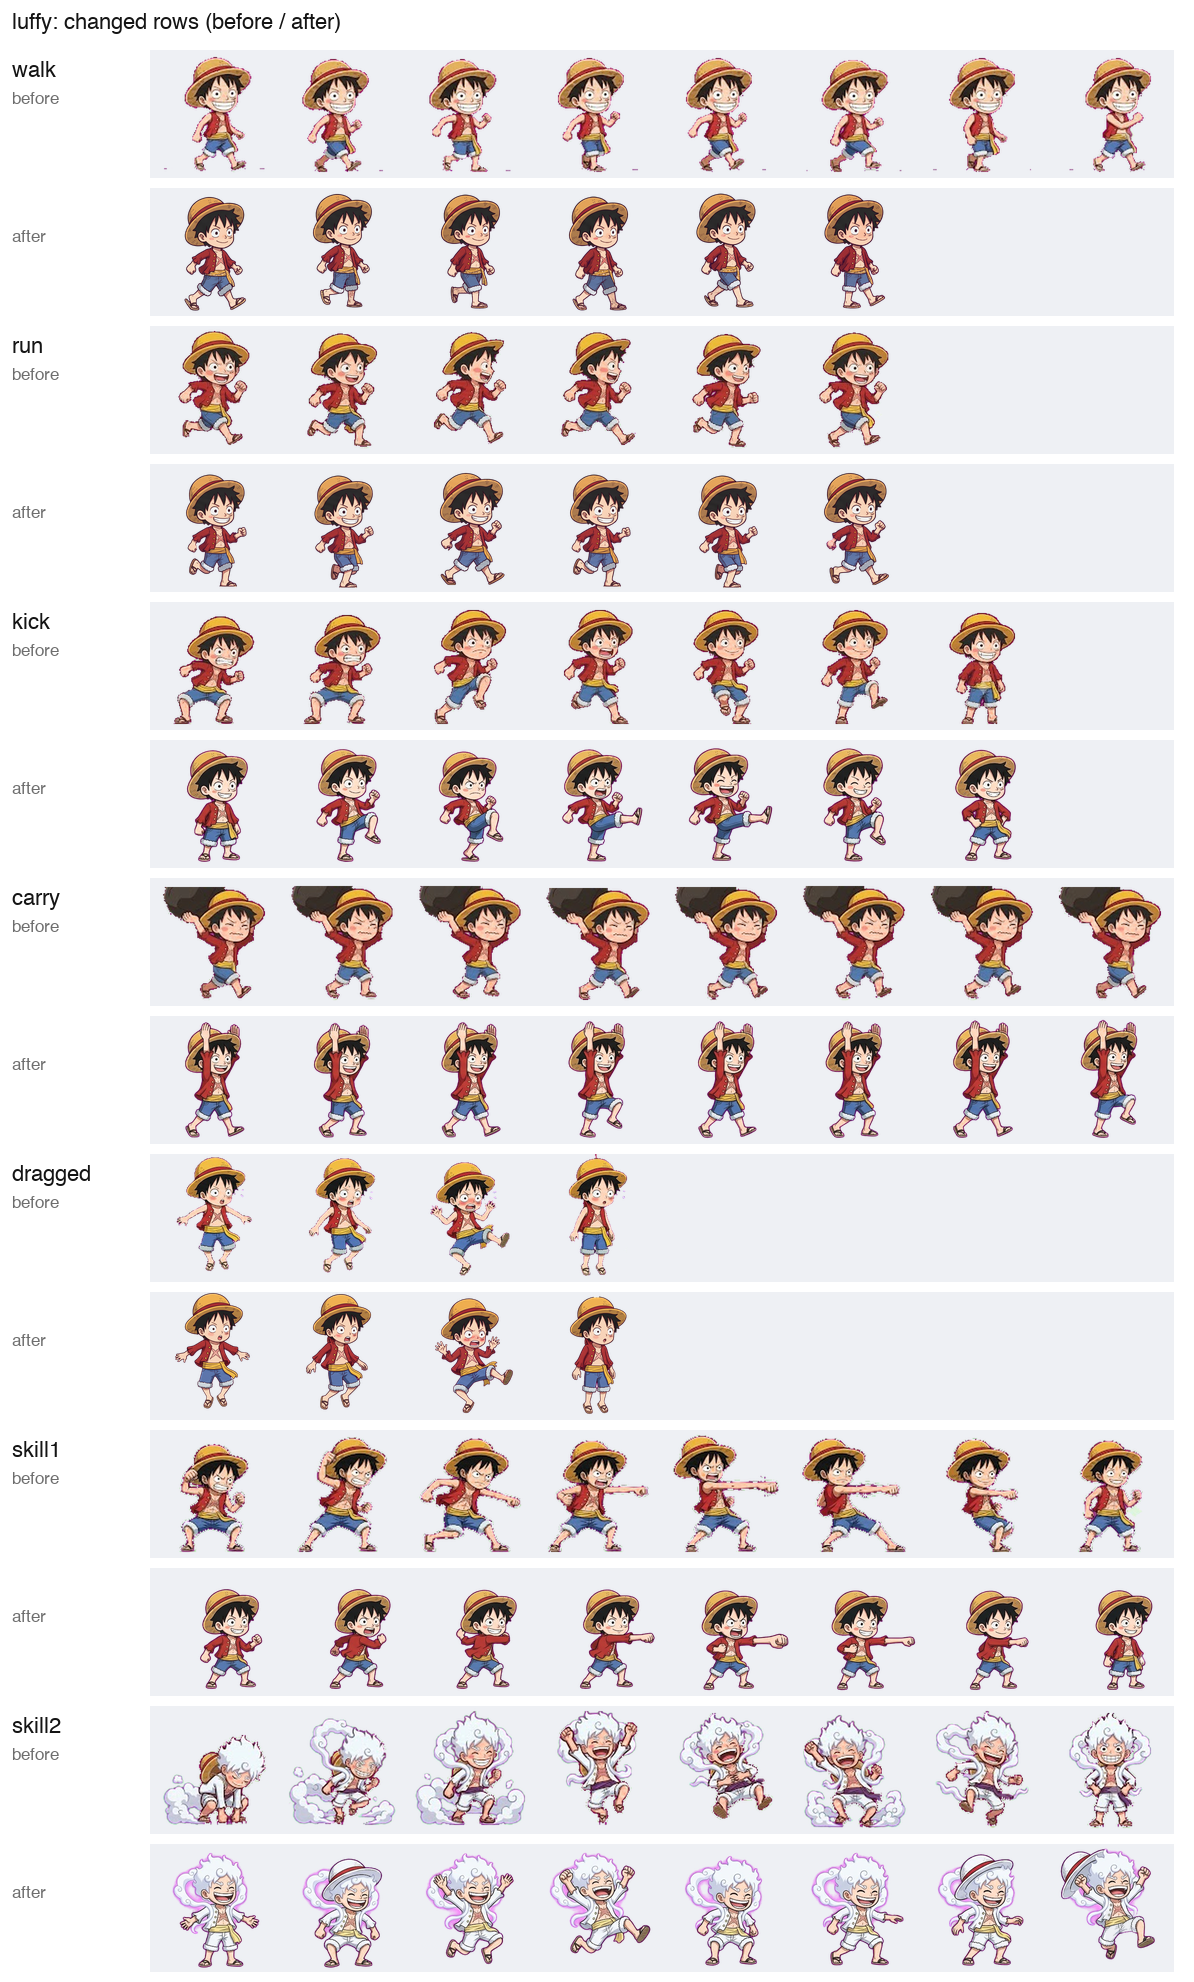 luffy: changed rows (before / after)
walk
before
after
run
before
after
kick
before
after
carry
before
after
dragged
before
after
skill1
before
after
skill2
before
after